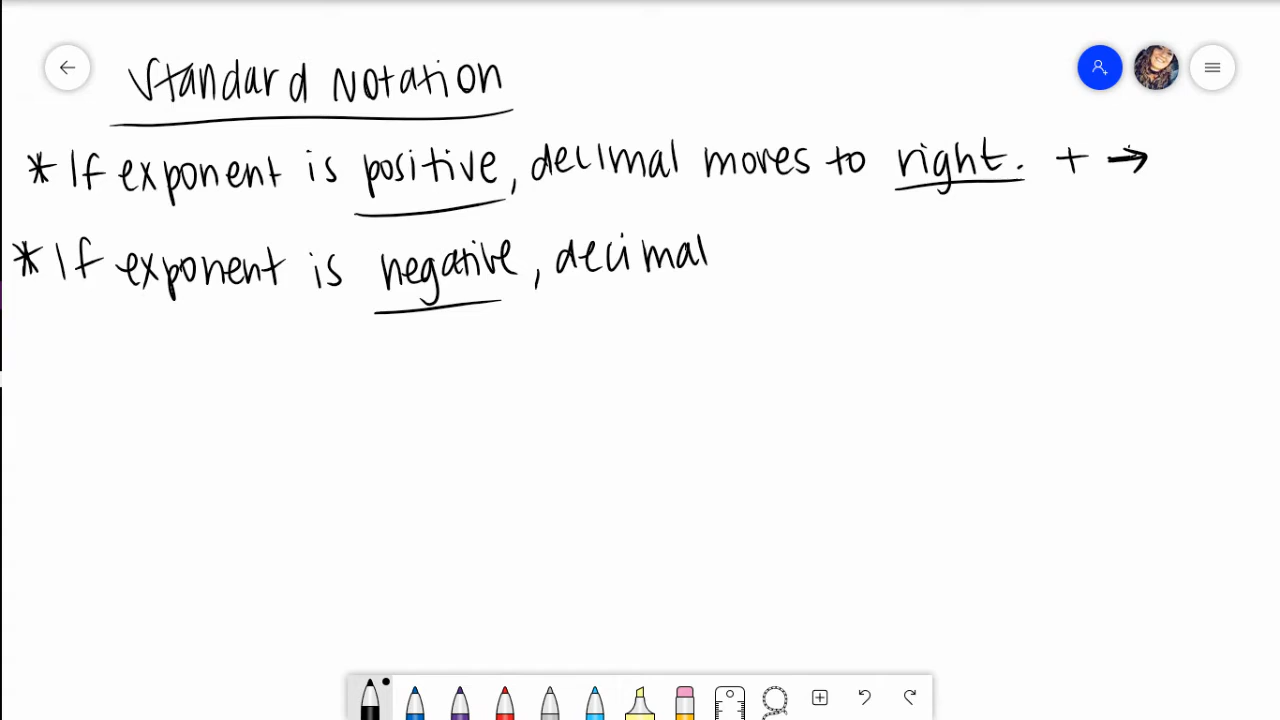 Standard Notation
*If exponent is positive, decimal moves to right. + →
*If exponent is negative, decimal